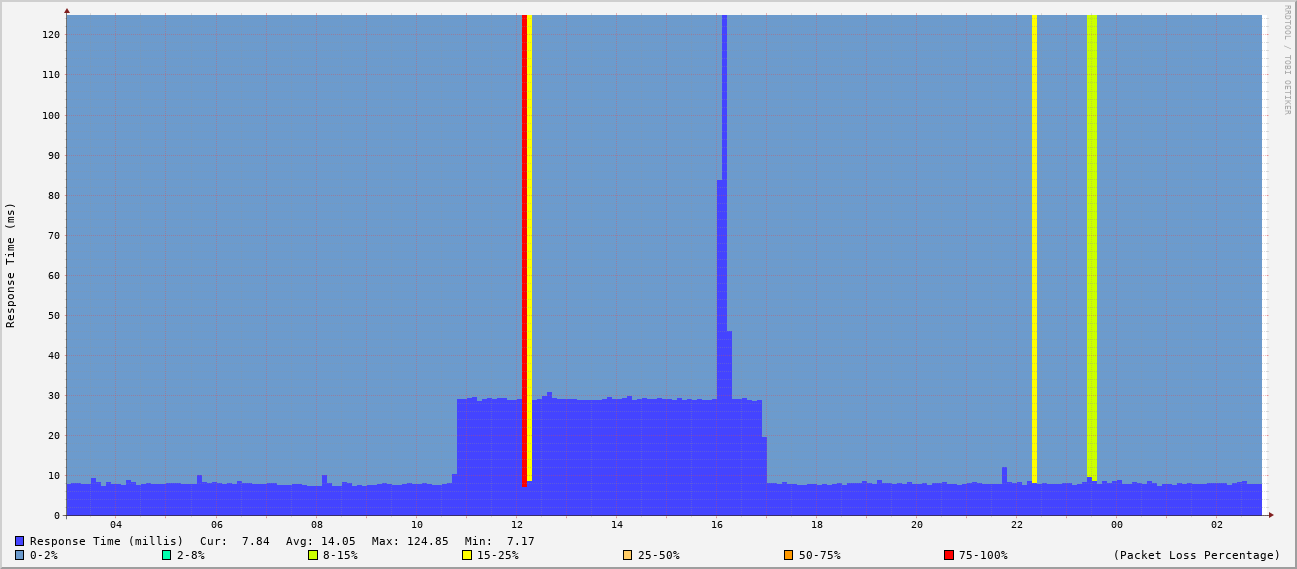 RRDTOOL / TOBI OETIKER
Response Time (ms)
120
110
100
90
80
70
60
50
40
30
20
10
0
04 06 08 10 12 14 16 18 20 22 00 02
Response Time (millis) Cur: 7.84 Avg: 14.05 Max: 124.85 Min: 7.17
0-2% 2-8% 8-15% 15-25% 25-50% 50-75% 75-100% (Packet Loss Percentage)